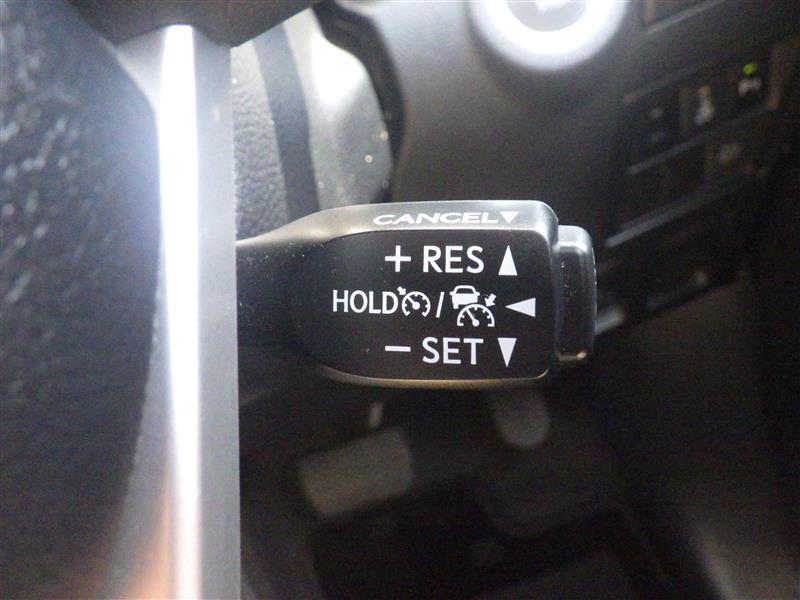 CANCEL▼
+ RES ▲
HOLD / ◀
− SET ▼